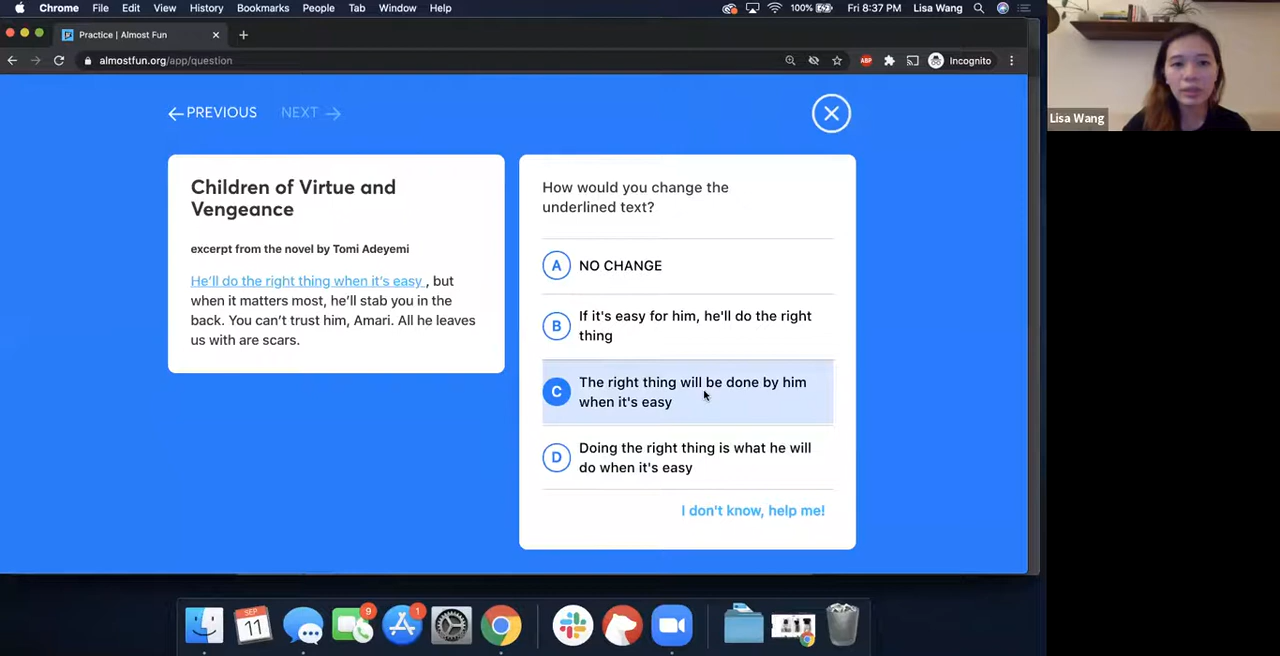 Chrome File Edit View History Bookmarks People Tab Window Help 100% Fri 8:37 PM Lisa Wang
Practice | Almost Fun
almostfun.org/app/question ABP Incognito
Lisa Wang
PREVIOUS NEXT
Children of Virtue and
Vengeance
excerpt from the novel by Tomi Adeyemi
He'll do the right thing when it's easy , but
when it matters most, he'll stab you in the
back. You can't trust him, Amari. All he leaves
us with are scars.
How would you change the
underlined text?
A NO CHANGE
B If it's easy for him, he'll do the right
thing
C The right thing will be done by him
when it's easy
D Doing the right thing is what he will
do when it's easy
I don't know, help me!
SEP
11
9
1